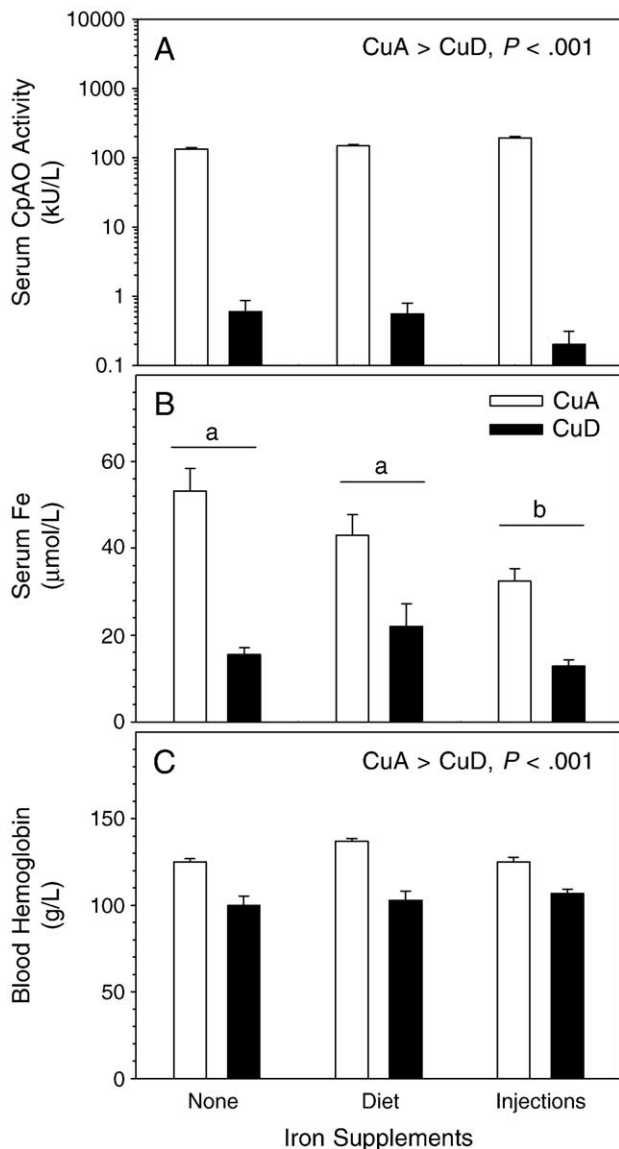 A
CuA > CuD, P < .001
Serum CpAO Activity
(kU/L)
10000
1000
100
10
1
0.1
B
CuA
CuD
a
a
b
Serum Fe
(µmol/L)
60
40
20
0
C
CuA > CuD, P < .001
Blood Hemoglobin
(g/L)
150
100
50
0
None Diet Injections
Iron Supplements